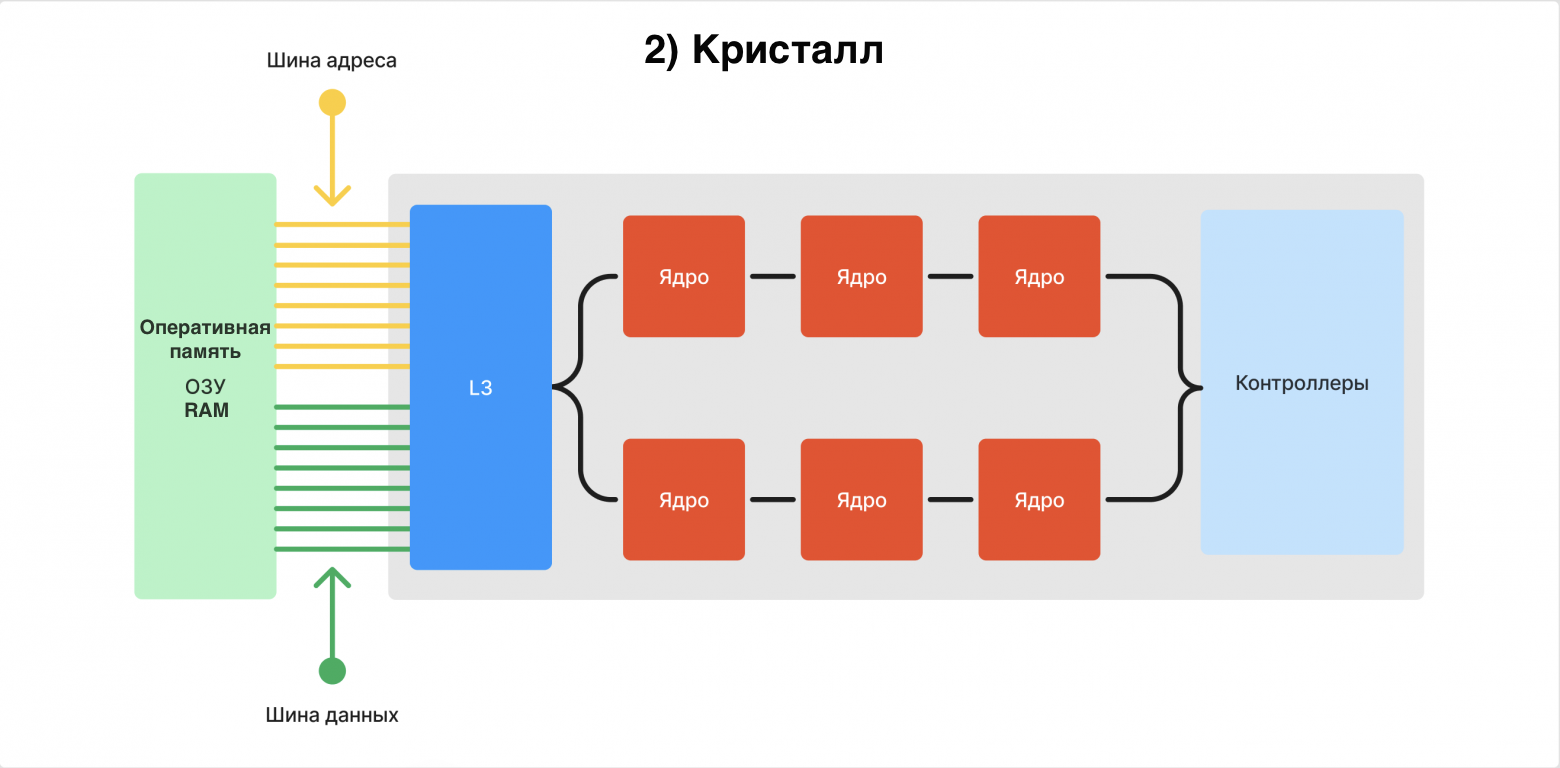 2) Кристалл
Шина адреса
Оперативная
память
ОЗУ
RAM
L3
Ядро
Ядро
Ядро
Ядро
Ядро
Ядро
Контроллеры
Шина данных